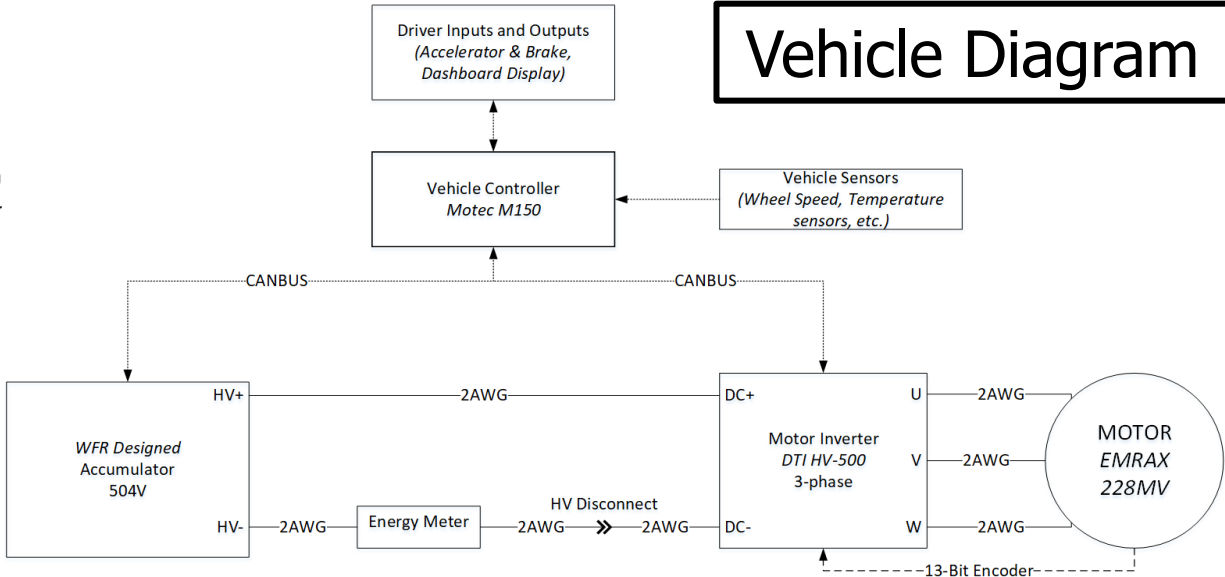 Vehicle Diagram
Driver Inputs and Outputs
(Accelerator & Brake,
Dashboard Display)
Vehicle Controller
Motec M150
Vehicle Sensors
(Wheel Speed, Temperature
sensors, etc.)
CANBUS
CANBUS
HV+
2AWG
DC+
U
2AWG
WFR Designed
Accumulator
504V
Motor Inverter
DTI HV-500
3-phase
V
2AWG
MOTOR
EMRAX
228MV
HV Disconnect
HV-
2AWG
Energy Meter
2AWG
2AWG
DC-
W
2AWG
13-Bit Encoder